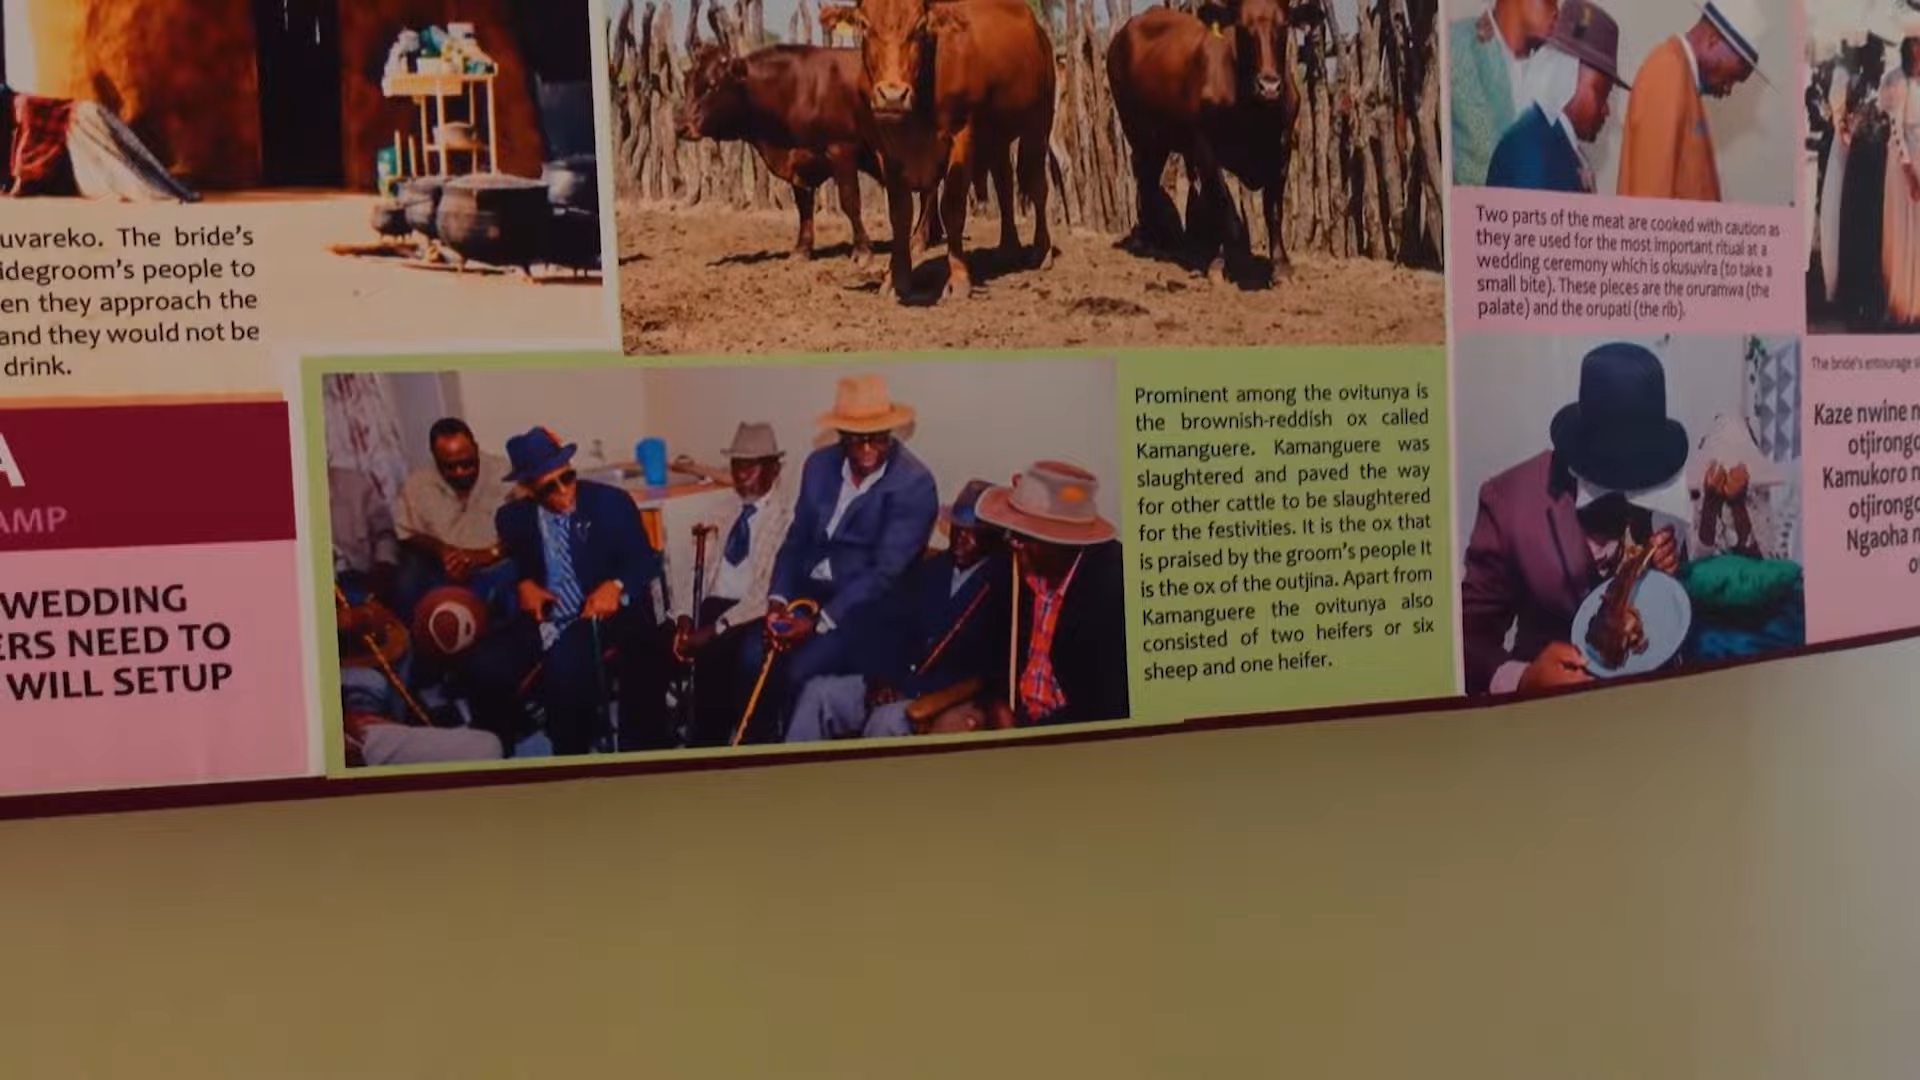 uvareko. The bride's
idegroom's people to
en they approach the
and they would not be
drink.
A
AMP
WEDDING
ERS NEED TO
WILL SETUP
Prominent among the ovitunya is
the brownish-reddish ox called
Kamanguere. Kamanguere was
slaughtered and paved the way
for other cattle to be slaughtered
for the festivities. It is the ox that
is praised by the groom's people It
is the ox of the outjina. Apart from
Kamanguere the ovitunya also
consisted of two heifers or six
sheep and one heifer.
Two parts of the meat are cooked with caution as
they are used for the most important ritual at a
wedding ceremony which is okusuvira (to take a
small bite). These pieces are the oruramwa (the
palate) and the orupati (the rib).
The bride's entourage
Kaze nwine
otjirongo
Kamukoro
otjirongo
Ngaoha